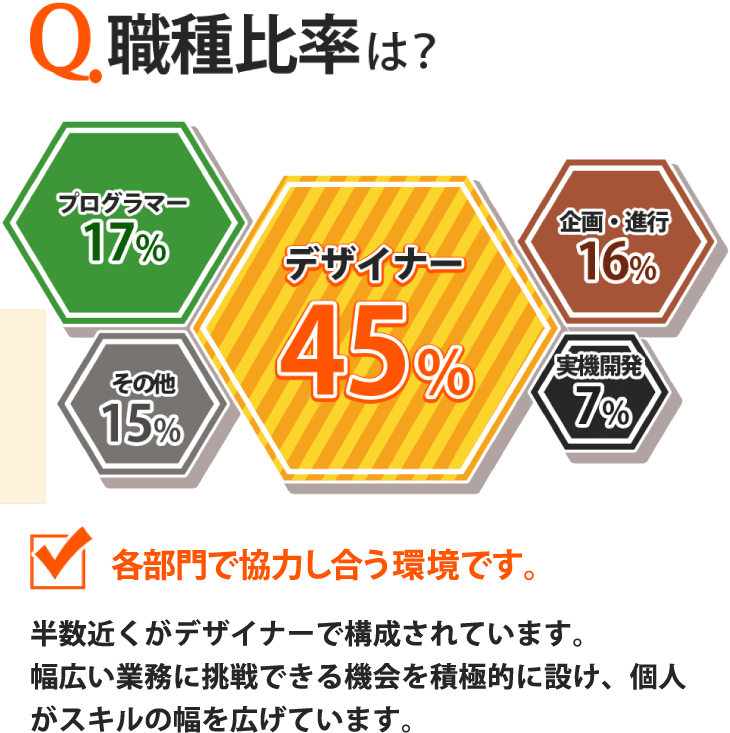 Q.職種比率は？
プログラマー
17%
デザイナー
45%
企画・進行
16%
その他
15%
実機開発
7%
各部門で協力し合う環境です。
半数近くがデザイナーで構成されています。
幅広い業務に挑戦できる機会を積極的に設け、個人
がスキルの幅を広げています。